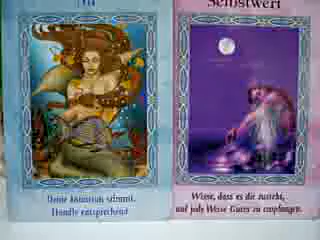 Selbstwert
Deine Intuition stimmt.
Handle entsprechend
Wisse, dass es dir zusteht,
auf jede Weise Gutes zu empfangen.